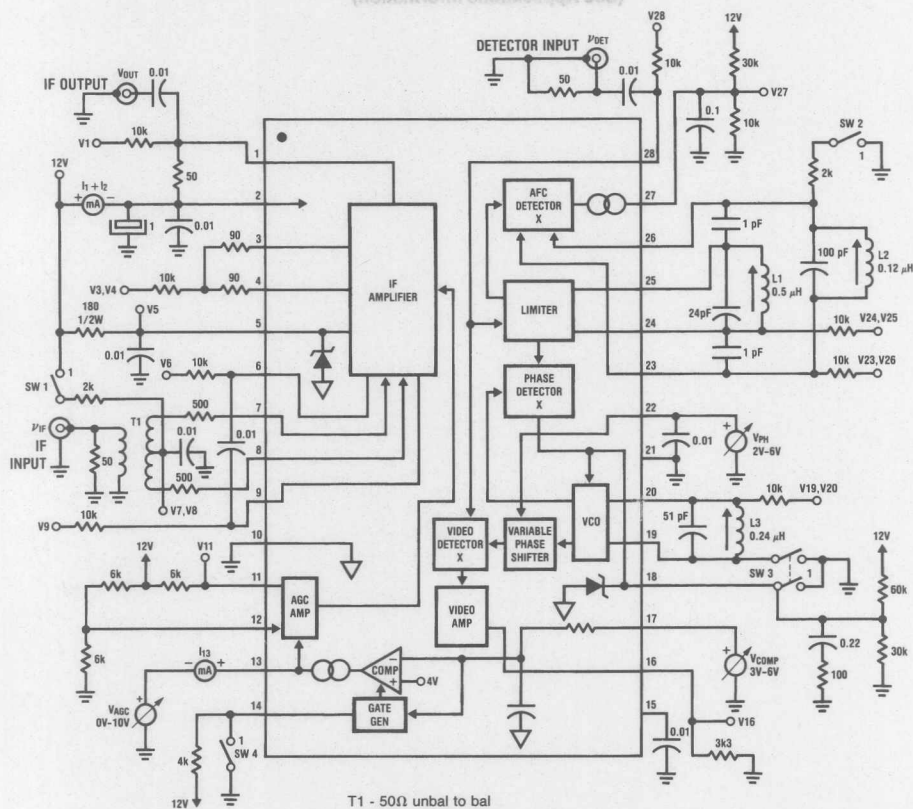 V28
12V
DETECTOR INPUT
νDET
0.01
50
10k
30k
V27
0.1
10k
SW 2
1
2k
IF OUTPUT
VOUT
0.01
V1
10k
50
12V
I1 + I2
+ mA -
1
0.01
90
10k
V3,V4
90
180
1/2W
V5
0.01
V6
10k
SW 1
1
2k
νIF
IF
INPUT
50
T1
500
0.01
500
V7,V8
0.01
V9
10k
12V
V11
6k
6k
6k
I13
- mA +
VAGC
0V-10V
4k
1
SW 4
12V
1
2
3
4
5
6
7
8
9
10
11
12
13
14
28
27
26
25
24
23
22
21
20
19
18
17
16
15
IF
AMPLIFIER
AFC
DETECTOR
X
LIMITER
PHASE
DETECTOR
X
VCO
VARIABLE
PHASE
SHIFTER
VIDEO
DETECTOR
X
VIDEO
AMP
AGC
AMP
COMP
-
+
4V
GATE
GEN
1 pF
100 pF
L2
0.12 μH
L1
0.5 μH
24pF
10k
V24,V25
1 pF
10k
V23,V26
0.01
+
VPH
2V-6V
10k
V19,V20
51 pF
L3
0.24 μH
12V
SW 3
1
60k
0.22
100
30k
+
VCOMP
3V-6V
V16
0.01
3k3
T1 - 50Ω unbal to bal